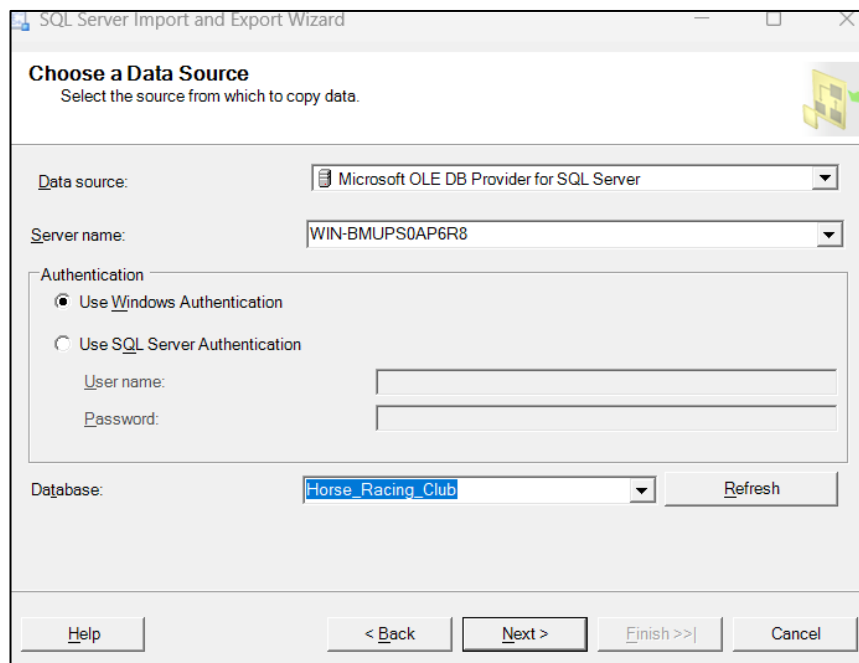 SQL Server Import and Export Wizard
Choose a Data Source
Select the source from which to copy data.
Data source:
Microsoft OLE DB Provider for SQL Server
Server name:
WIN-BMUPS0AP6R8
Authentication
Use Windows Authentication
Use SQL Server Authentication
User name:
Password:
Database:
Horse_Racing_Club
Refresh
Help
< Back
Next >
Finish >>|
Cancel